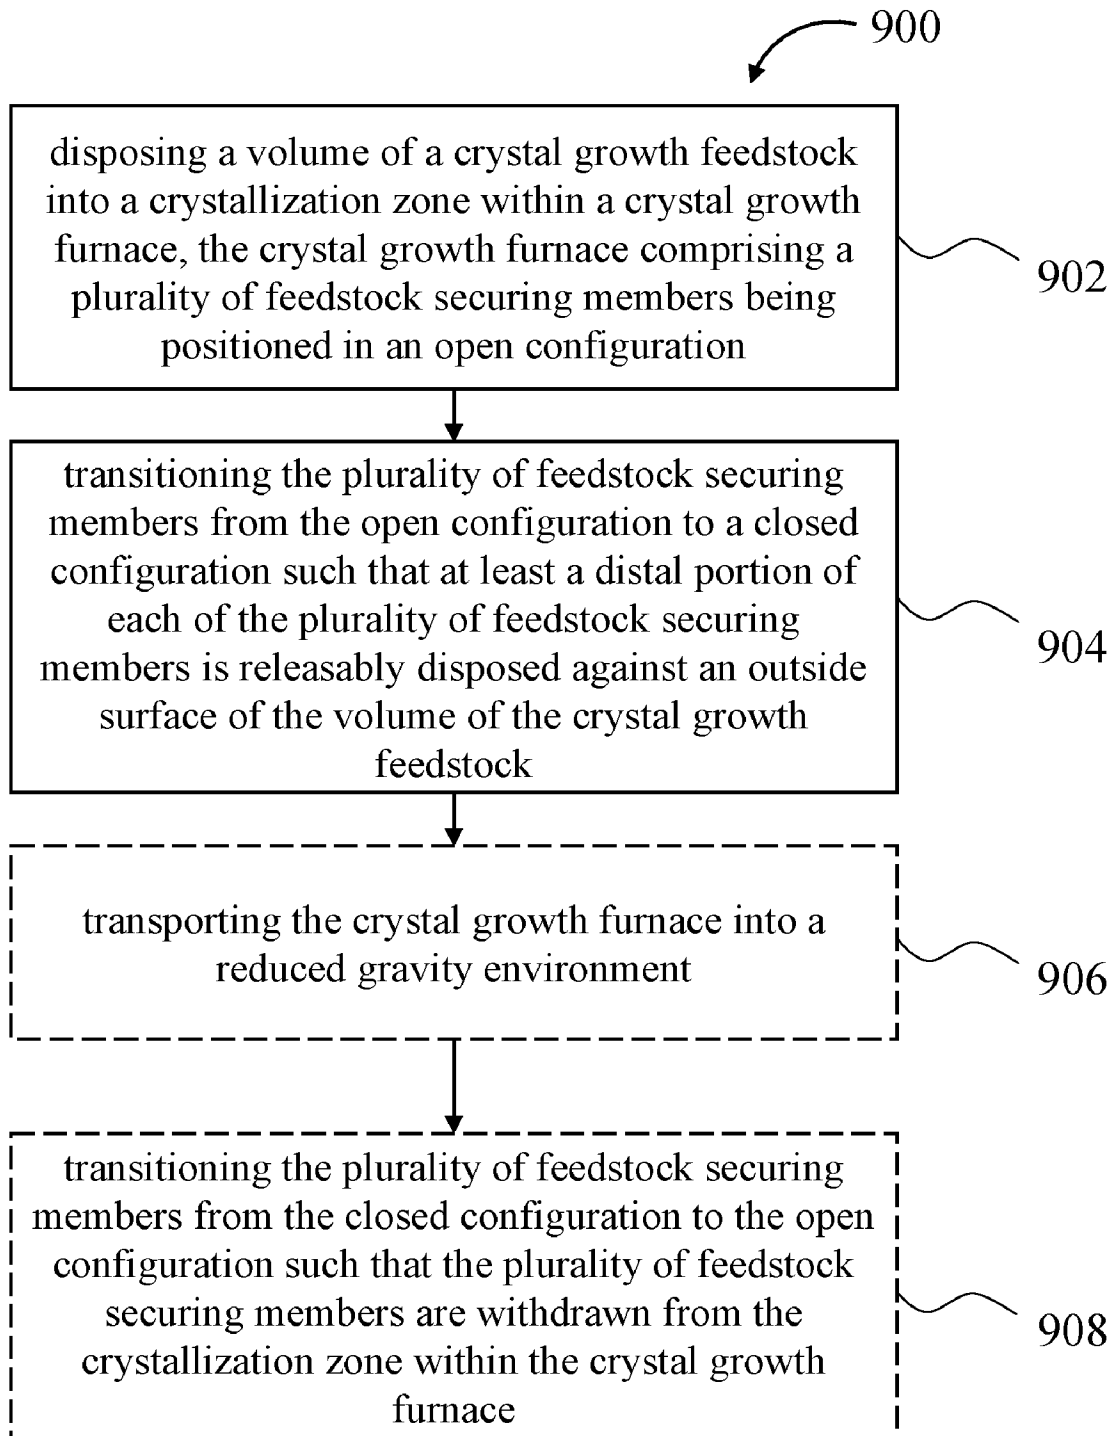 900
disposing a volume of a crystal growth feedstock
into a crystallization zone within a crystal growth
furnace, the crystal growth furnace comprising a
plurality of feedstock securing members being
positioned in an open configuration
902
transitioning the plurality of feedstock securing
members from the open configuration to a closed
configuration such that at least a distal portion of
each of the plurality of feedstock securing
members is releasably disposed against an outside
surface of the volume of the crystal growth
feedstock
904
transporting the crystal growth furnace into a
reduced gravity environment
906
transitioning the plurality of feedstock securing
members from the closed configuration to the open
configuration such that the plurality of feedstock
securing members are withdrawn from the
crystallization zone within the crystal growth
furnace
908